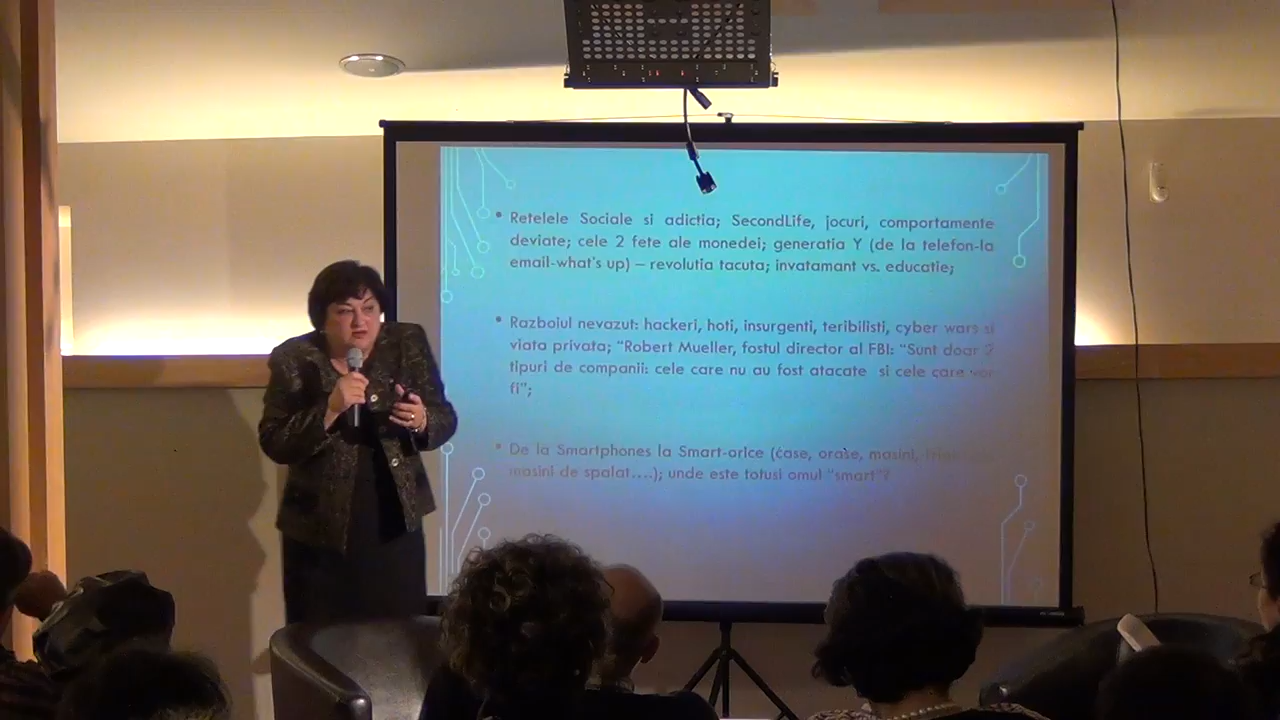 • Retelele Sociale si adictia; SecondLife, jocuri, comportamente
deviate; cele 2 fete ale monedei; generatia Y (de la telefon-la
email-what's up) – revolutia tacuta; invatamant vs. educatie;
• Razboiul nevazut: hackeri, hoti, insurgenti, teribilisti, cyber wars si
viata privata; "Robert Mueller, fostul director al FBI: "Sunt doar 2
tipuri de companii: cele care nu au fost atacate si cele care vor
fi";
• De la Smartphones la Smart-orice (case, orase, masini,
masini de spalat....); unde este totusi omul "smart"?